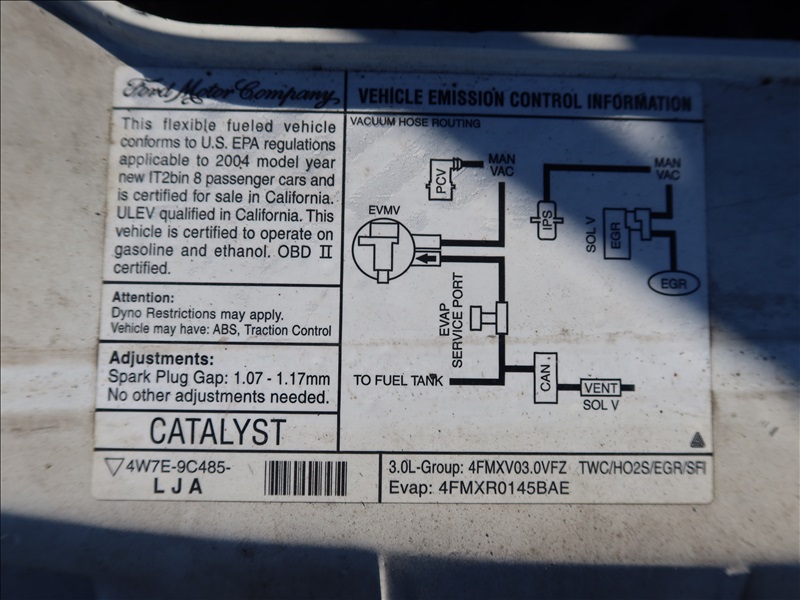 Ford Motor Company
VEHICLE EMISSION CONTROL INFORMATION
This flexible fueled vehicle
conforms to U.S. EPA regulations
applicable to 2004 model year
new lT2bin 8 passenger cars and
is certified for sale in California.
ULEV qualified in California. This
vehicle is certified to operate on
gasoline and ethanol. OBD II
certified.
Attention:
Dyno Restrictions may apply.
Vehicle may have: ABS, Traction Control
Adjustments:
Spark Plug Gap: 1.07 - 1.17mm
No other adjustments needed.
CATALYST
VACUUM HOSE ROUTING
PCV
MAN
VAC
EVMV
IPS
MAN
VAC
SOL V
EGR
EGR
EVAP
SERVICE PORT
TO FUEL TANK
CAN
VENT
SOL V
4W7E-9C485-
LJA
3.0L-Group: 4FMXV03.0VFZ TWC/HO2S/EGR/SFI
Evap: 4FMXR0145BAE